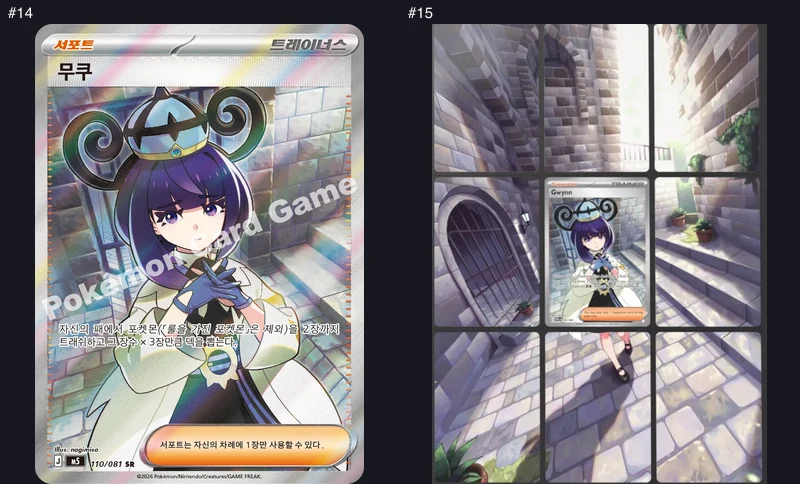 #14
서포트
트레이너스
무쿠
Pokémon Card Game
자신의 패에서 포켓몬(「룰을 가진 포켓몬」은 제외)을 2장까지
트래쉬하고 그 장수 × 3장만큼 덱을 뽑는다.
서포트는 자신의 차례에 1장만 사용할 수 있다.
Illus. nagimiso
J
m5
110/081 SR
©2026 Pokémon/Nintendo/Creatures/GAME FREAK.
#15
TRAINER
Gwynn